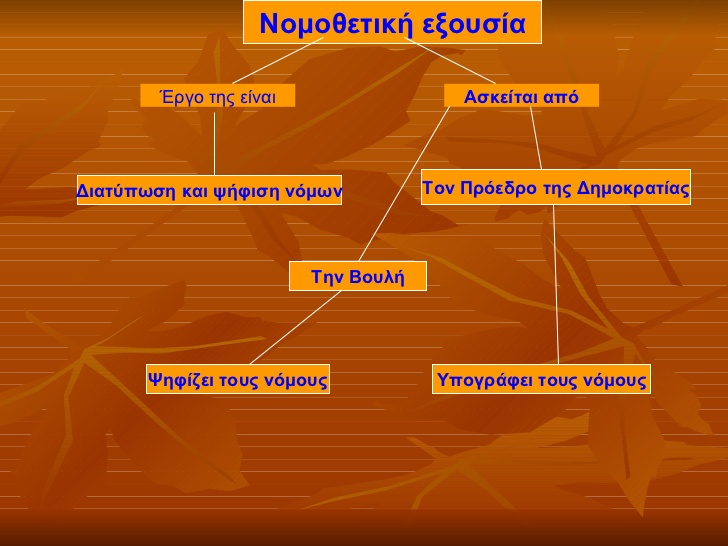 Νομοθετική εξουσία
Έργο της είναι
Ασκείται από
Διατύπωση και ψήφιση νόμων
Τον Πρόεδρο της Δημοκρατίας
Την Βουλή
Ψηφίζει τους νόμους
Υπογράφει τους νόμους